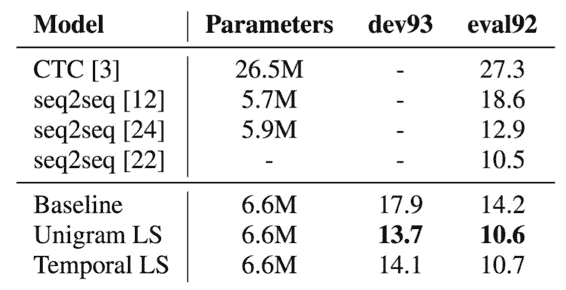 Model Parameters dev93 eval92
CTC [3] 26.5M - 27.3
seq2seq [12] 5.7M - 18.6
seq2seq [24] 5.9M - 12.9
seq2seq [22] - - 10.5
Baseline 6.6M 17.9 14.2
Unigram LS 6.6M 13.7 10.6
Temporal LS 6.6M 14.1 10.7